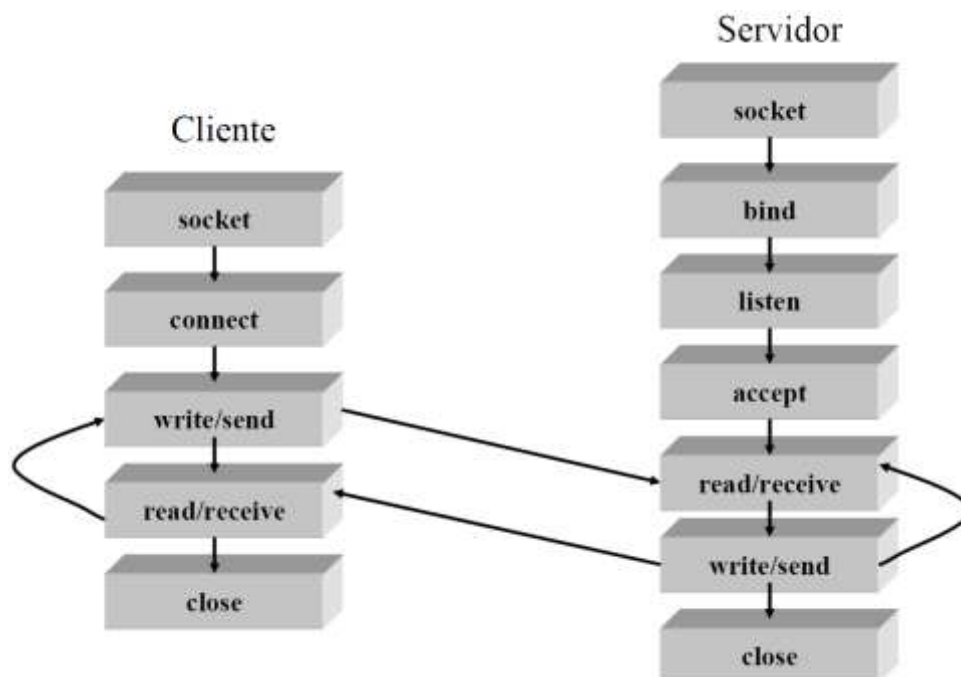 Cliente
socket
connect
write/send
read/receive
close
Servidor
socket
bind
listen
accept
read/receive
write/send
close